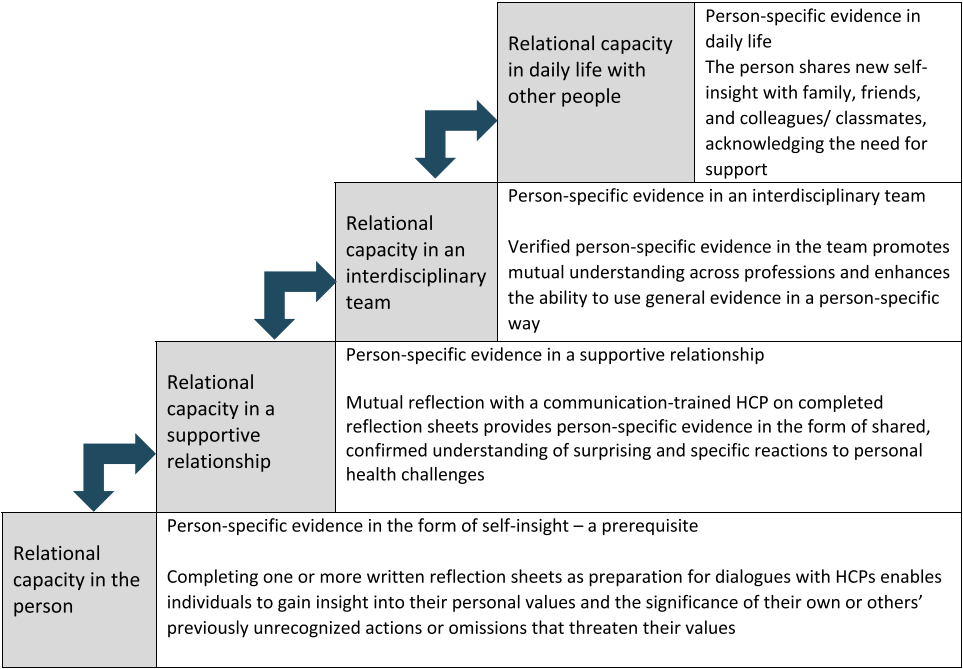 Relational capacity
in daily life with
other people
Person-specific evidence in
daily life
The person shares new self-
insight with family, friends,
and colleagues/ classmates,
acknowledging the need for
support
Relational
capacity in an
interdisciplinary
team
Person-specific evidence in an interdisciplinary team
Verified person-specific evidence in the team promotes
mutual understanding across professions and enhances
the ability to use general evidence in a person-specific
way
Relational
capacity in a
supportive
relationship
Person-specific evidence in a supportive relationship
Mutual reflection with a communication-trained HCP on completed
reflection sheets provides person-specific evidence in the form of shared,
confirmed understanding of surprising and specific reactions to personal
health challenges
Relational
capacity in the
person
Person-specific evidence in the form of self-insight – a prerequisite
Completing one or more written reflection sheets as preparation for dialogues with HCPs enables
individuals to gain insight into their personal values and the significance of their own or others’
previously unrecognized actions or omissions that threaten their values